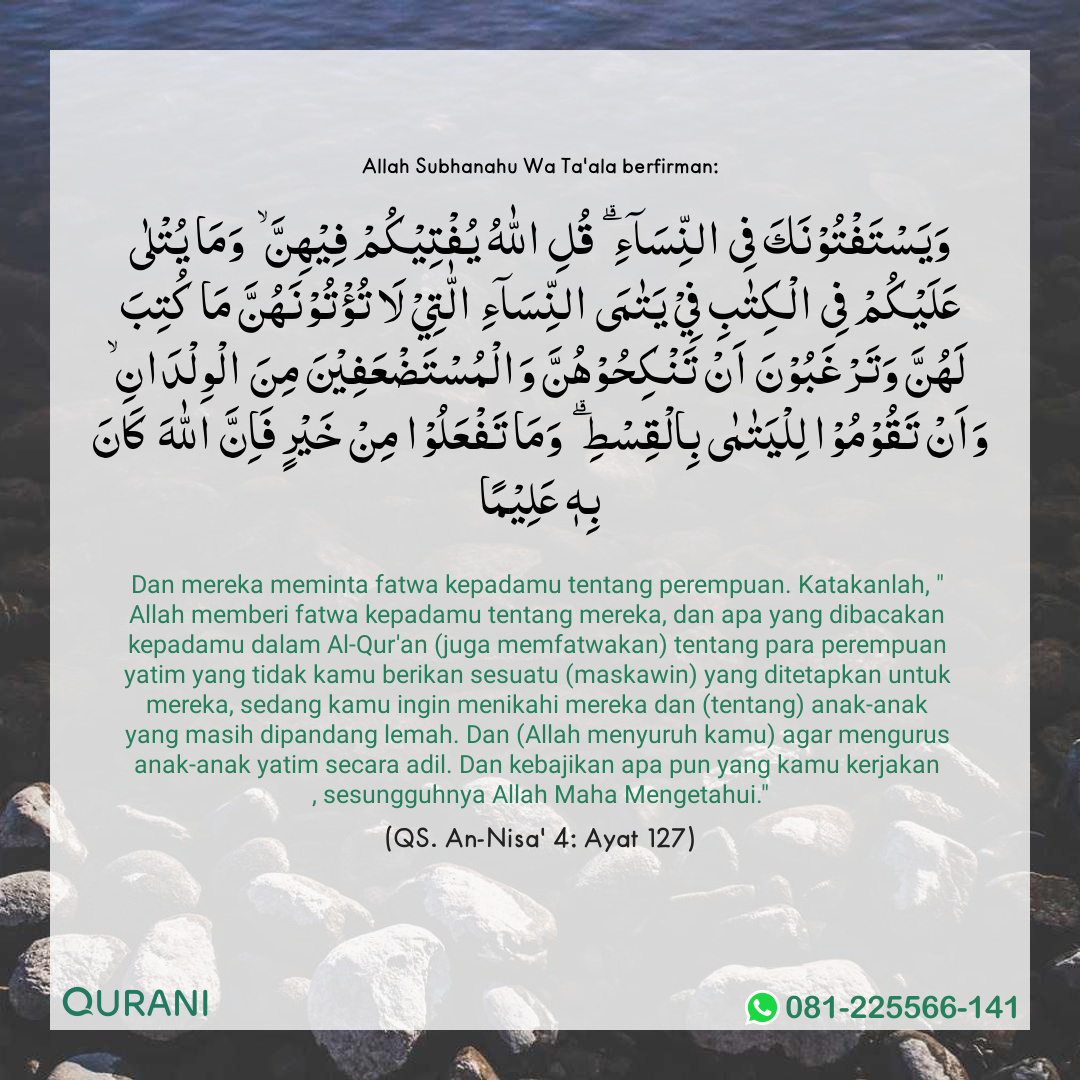 Allah Subhanahu Wa Ta'ala berfirman:
وَيَسْتَفْتُوْنَكَ فِى النِّسَآءِ ۗ قُلِ اللّٰهُ يُفْتِيْكُمْ فِيْهِنَّ ۙ وَمَا يُتْلٰى
عَلَيْكُمْ فِى الْكِتٰبِ فِيْ يَتٰمَى النِّسَآءِ الّٰتِيْ لَا تُؤْتُوْنَهُنَّ مَا كُتِبَ
لَهُنَّ وَتَرْغَبُوْنَ اَنْ تَنْكِحُوْهُنَّ وَالْمُسْتَضْعَفِيْنَ مِنَ الْوِلْدَانِ ۙ
وَاَنْ تَقُوْمُوْا لِلْيَتٰمٰى بِالْقِسْطِ ۗ وَمَا تَفْعَلُوْا مِنْ خَيْرٍ فَاِنَّ اللّٰهَ كَانَ
بِهٖ عَلِيْمًا
Dan mereka meminta fatwa kepadamu tentang perempuan. Katakanlah, "
Allah memberi fatwa kepadamu tentang mereka, dan apa yang dibacakan
kepadamu dalam Al-Qur'an (juga memfatwakan) tentang para perempuan
yatim yang tidak kamu berikan sesuatu (maskawin) yang ditetapkan untuk
mereka, sedang kamu ingin menikahi mereka dan (tentang) anak-anak
yang masih dipandang lemah. Dan (Allah menyuruh kamu) agar mengurus
anak-anak yatim secara adil. Dan kebajikan apa pun yang kamu kerjakan
, sesungguhnya Allah Maha Mengetahui."
(QS. An-Nisa' 4: Ayat 127)
QURANI
081-225566-141